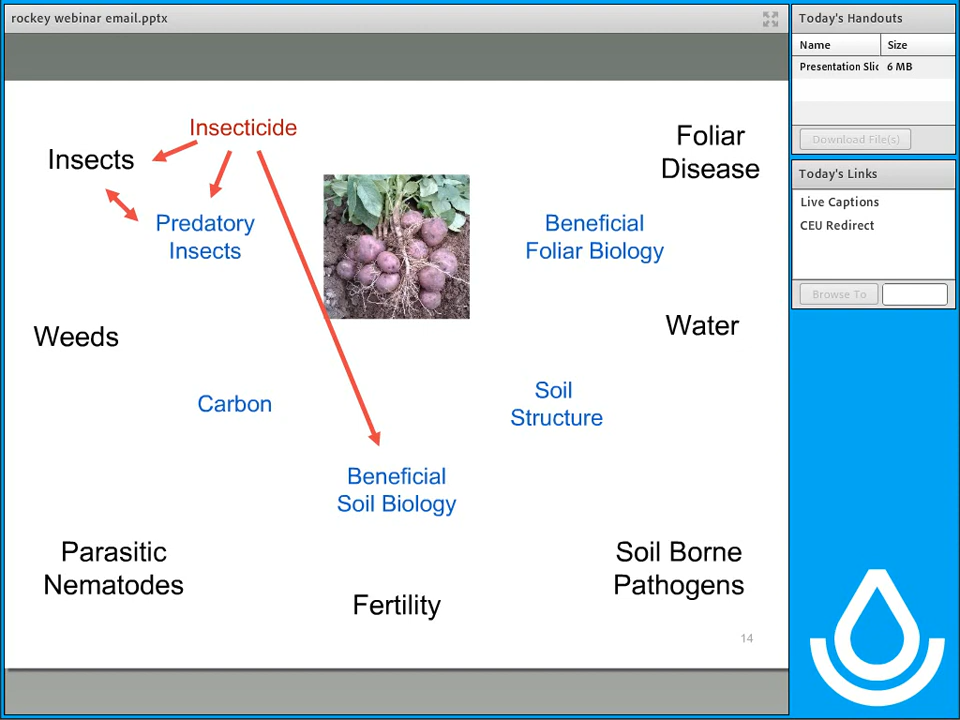 rockey webinar email.pptx
Insecticide
Insects
Foliar
Disease
Predatory
Insects
Beneficial
Foliar Biology
Weeds
Water
Carbon
Soil
Structure
Beneficial
Soil Biology
Parasitic
Nematodes
Soil Borne
Pathogens
Fertility
14
Today's Handouts
Name Size
Presentation Slic 6 MB
Download File(s)
Today's Links
Live Captions
CEU Redirect
Browse To